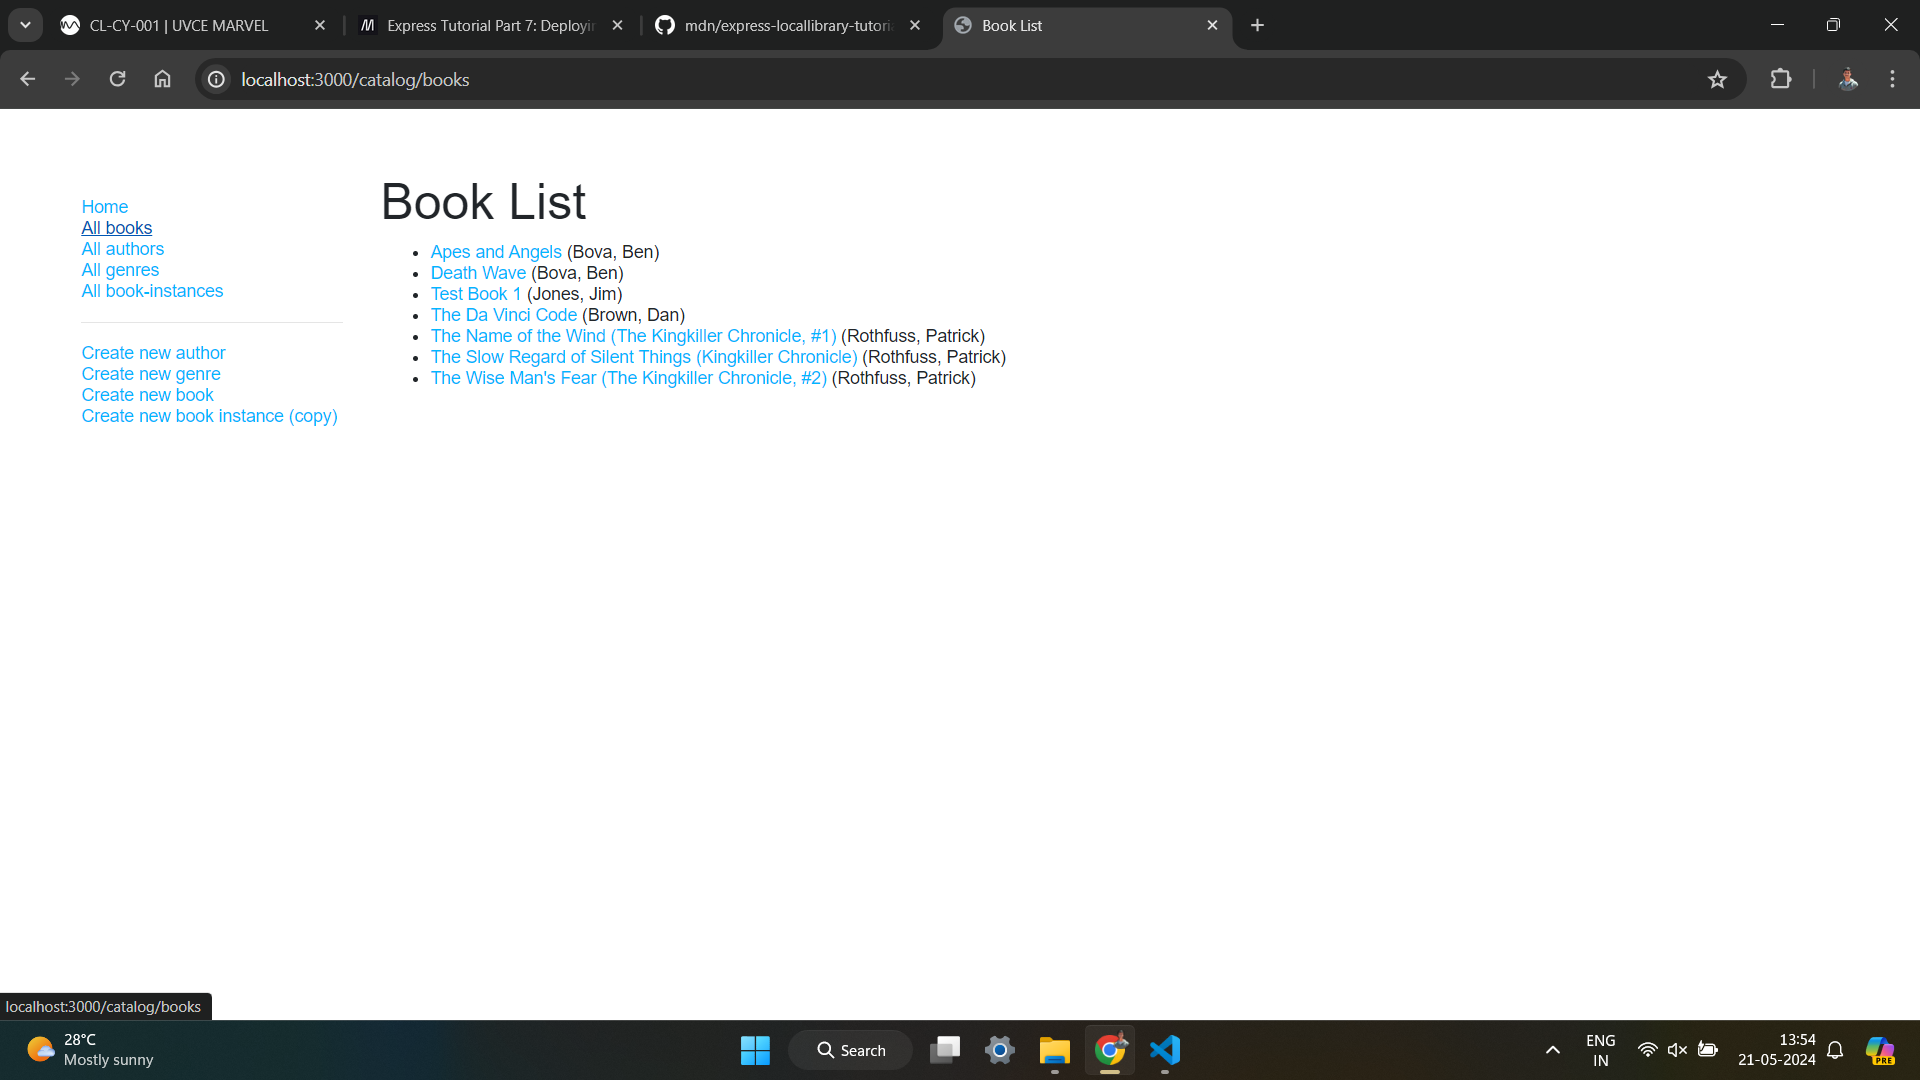 CL-CY-001 | UVCE MARVEL
Express Tutorial Part 7: Deployin
mdn/express-locallibrary-tutoria
Book List
localhost:3000/catalog/books
Home
All books
All authors
All genres
All book-instances
Create new author
Create new genre
Create new book
Create new book instance (copy)
Book List
Apes and Angels (Bova, Ben)
Death Wave (Bova, Ben)
Test Book 1 (Jones, Jim)
The Da Vinci Code (Brown, Dan)
The Name of the Wind (The Kingkiller Chronicle, #1) (Rothfuss, Patrick)
The Slow Regard of Silent Things (Kingkiller Chronicle) (Rothfuss, Patrick)
The Wise Man's Fear (The Kingkiller Chronicle, #2) (Rothfuss, Patrick)
localhost:3000/catalog/books
28°C
Mostly sunny
Search
ENG
IN
13:54
21-05-2024
PRE